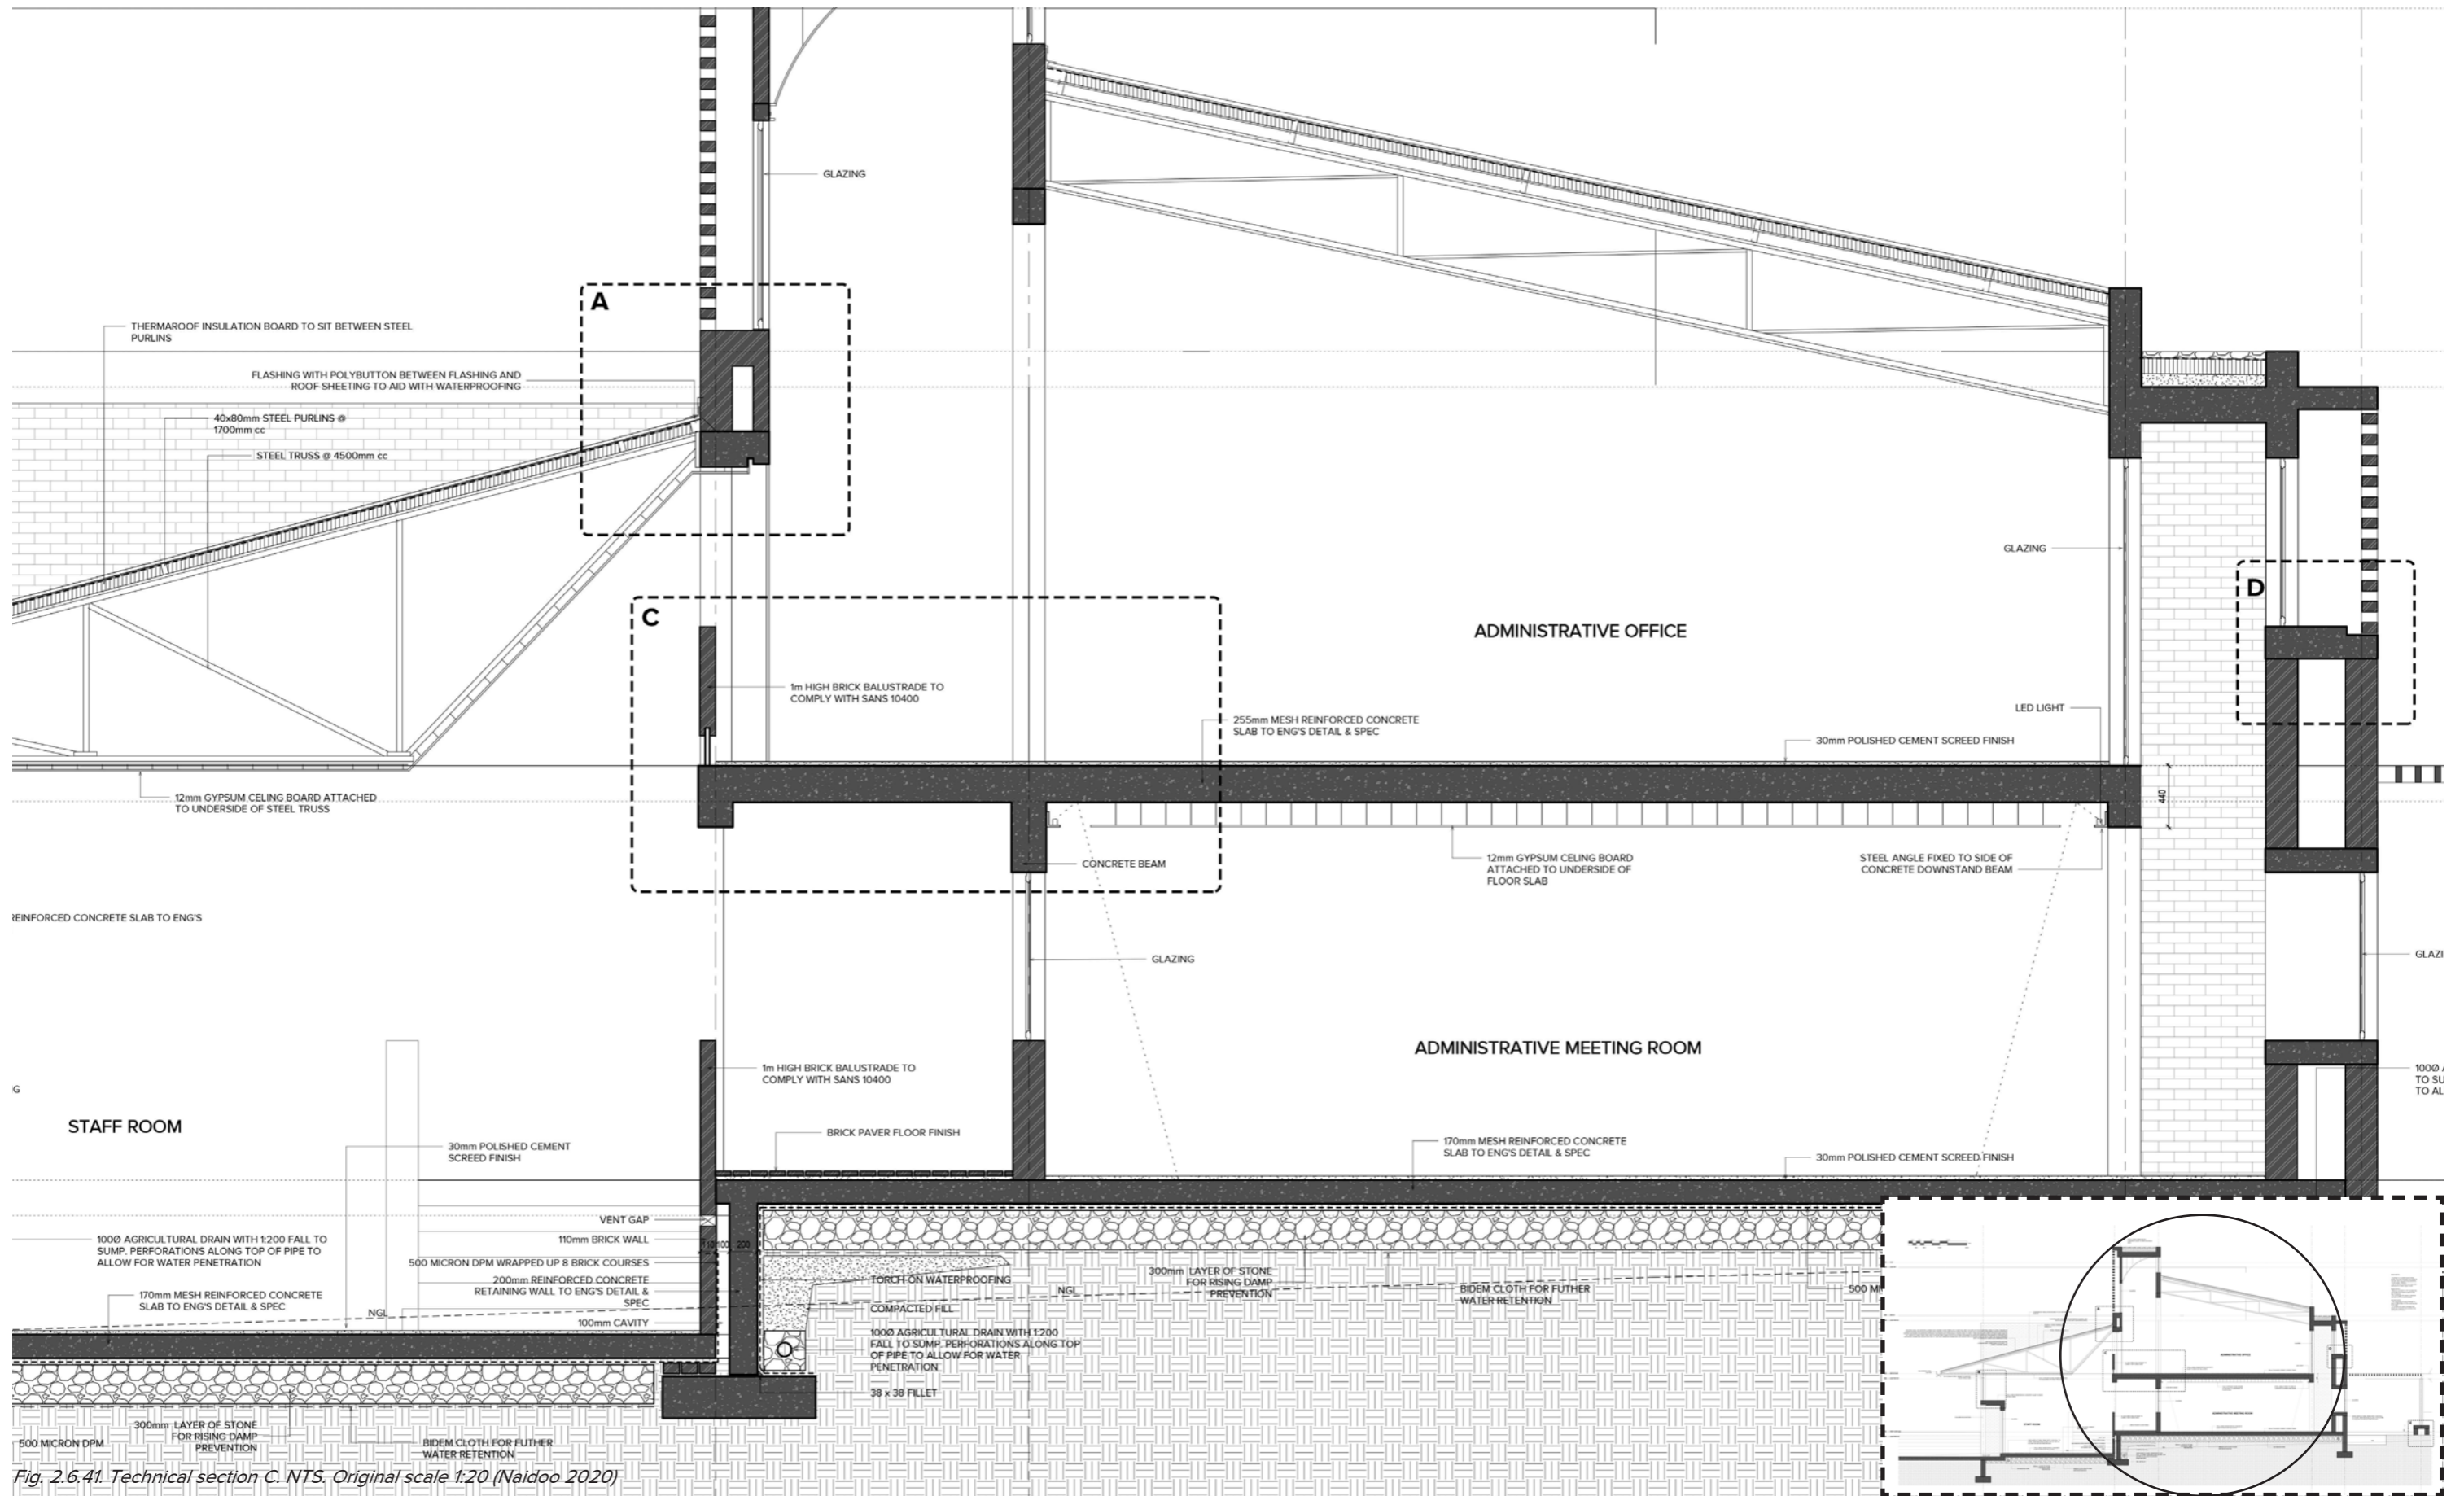 GLAZING
A
THERMAROOF INSULATION BOARD TO SIT BETWEEN STEEL
PURLINS
FLASHING WITH POLYBUTTON BETWEEN FLASHING AND
ROOF SHEETING TO AID WITH WATERPROOFING
40x80mm STEEL PURLINS @
1700mm cc
STEEL TRUSS @ 4500mm cc
GLAZING
D
C
ADMINISTRATIVE OFFICE
1m HIGH BRICK BALUSTRADE TO
COMPLY WITH SANS 10400
LED LIGHT
255mm MESH REINFORCED CONCRETE
SLAB TO ENG'S DETAIL & SPEC
30mm POLISHED CEMENT SCREED FINISH
12mm GYPSUM CELING BOARD ATTACHED
TO UNDERSIDE OF STEEL TRUSS
440
CONCRETE BEAM
12mm GYPSUM CELING BOARD
ATTACHED TO UNDERSIDE OF
FLOOR SLAB
STEEL ANGLE FIXED TO SIDE OF
CONCRETE DOWNSTAND BEAM
REINFORCED CONCRETE SLAB TO ENG'S
GLAZING
GLAZI
ADMINISTRATIVE MEETING ROOM
1m HIGH BRICK BALUSTRADE TO
COMPLY WITH SANS 10400
100Ø A
TO SU
TO AL
G
STAFF ROOM
BRICK PAVER FLOOR FINISH
30mm POLISHED CEMENT
SCREED FINISH
170mm MESH REINFORCED CONCRETE
SLAB TO ENG'S DETAIL & SPEC
30mm POLISHED CEMENT SCREED FINISH
VENT GAP
100Ø AGRICULTURAL DRAIN WITH 1:200 FALL TO
SUMP. PERFORATIONS ALONG TOP OF PIPE TO
ALLOW FOR WATER PENETRATION
110mm BRICK WALL
110 100 200
500 MICRON DPM WRAPPED UP 8 BRICK COURSES
200mm REINFORCED CONCRETE
RETAINING WALL TO ENG'S DETAIL &
SPEC
TORCH ON WATERPROOFING
300mm LAYER OF STONE
FOR RISING DAMP
PREVENTION
NGL
BIDEM CLOTH FOR FUTHER
WATER RETENTION
500 MI
170mm MESH REINFORCED CONCRETE
SLAB TO ENG'S DETAIL & SPEC
NGL
COMPACTED FILL
100mm CAVITY
100Ø AGRICULTURAL DRAIN WITH 1:200
FALL TO SUMP. PERFORATIONS ALONG TOP
OF PIPE TO ALLOW FOR WATER
PENETRATION
38 x 38 FILLET
300mm LAYER OF STONE
FOR RISING DAMP
PREVENTION
500 MICRON DPM
BIDEM CLOTH FOR FUTHER
WATER RETENTION
Fig. 2.6.41. Technical section C. NTS. Original scale 1:20 (Naidoo 2020)